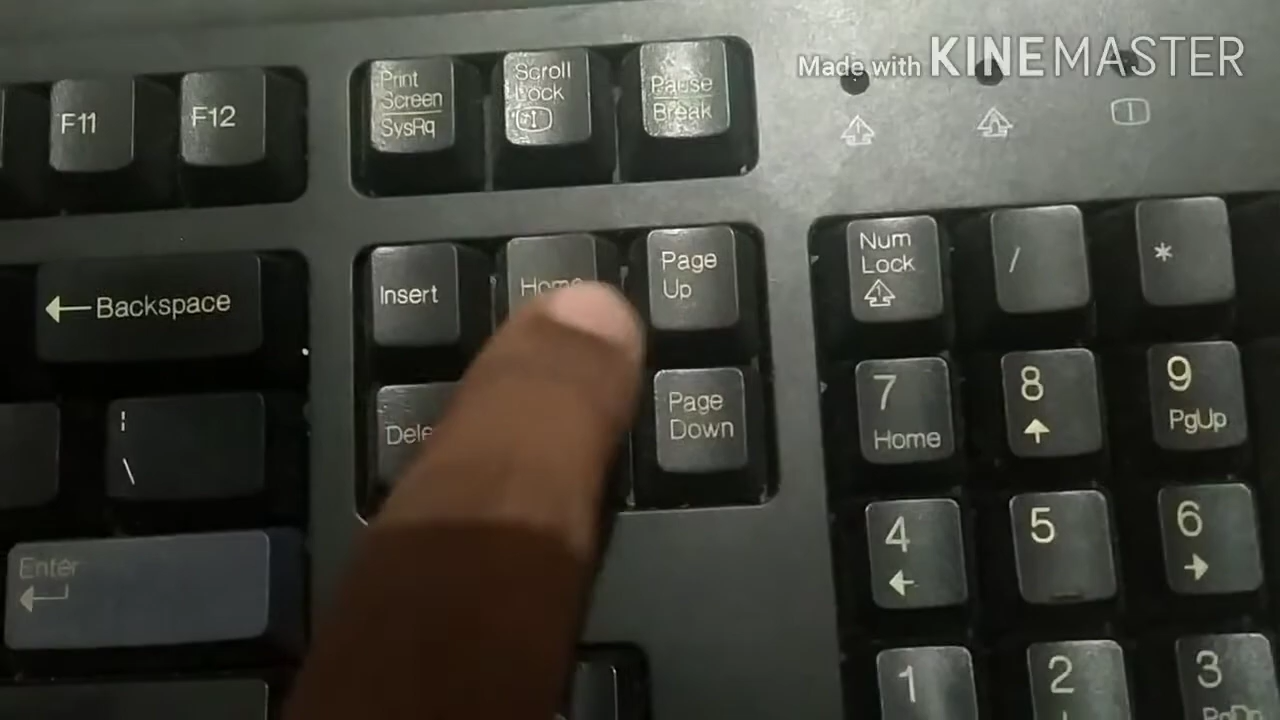 Made with KINEMASTER
F11
F12
Print
Screen
SysRq
Scroll
Lock
Pause
Break
Backspace
Insert
Home
Page
Up
Num
Lock
/
*
\
Page
Down
7
Home
8
9
PgUp
Enter
4
5
6
1
2
3